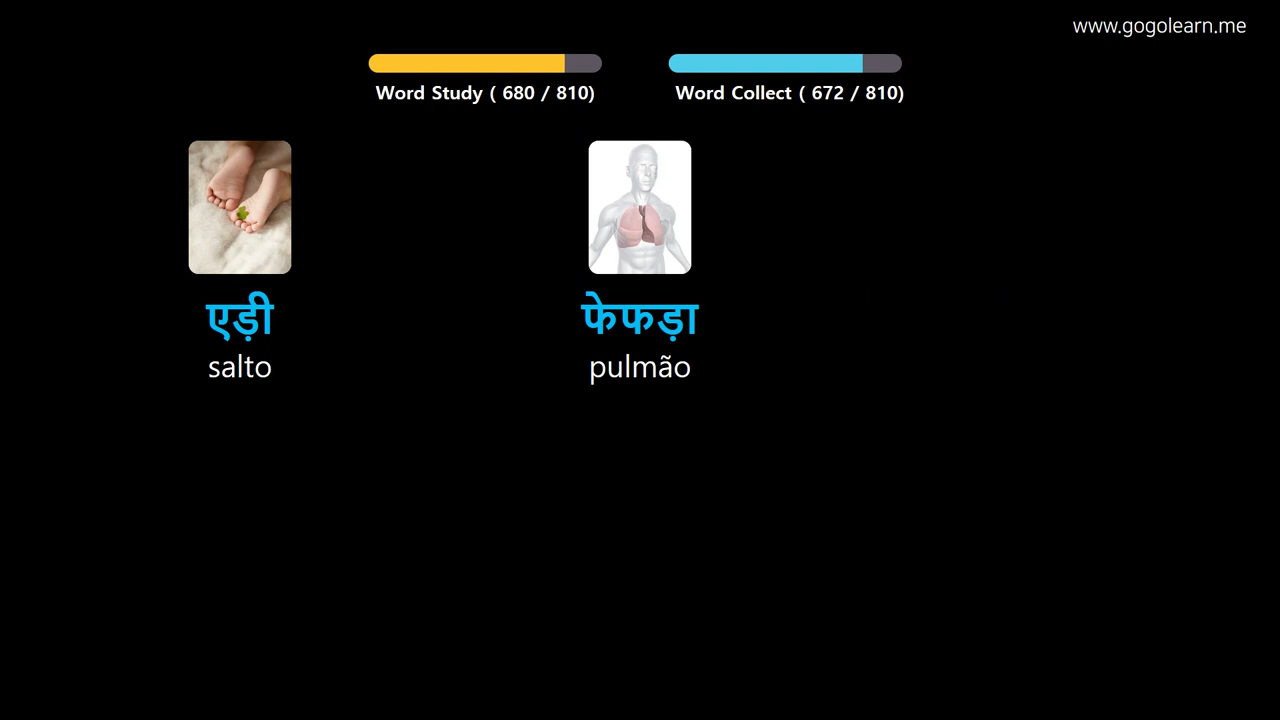 www.gogolearn.me
Word Study ( 680 / 810)
Word Collect ( 672 / 810)
एड़ी
फेफड़ा
salto
pulmão